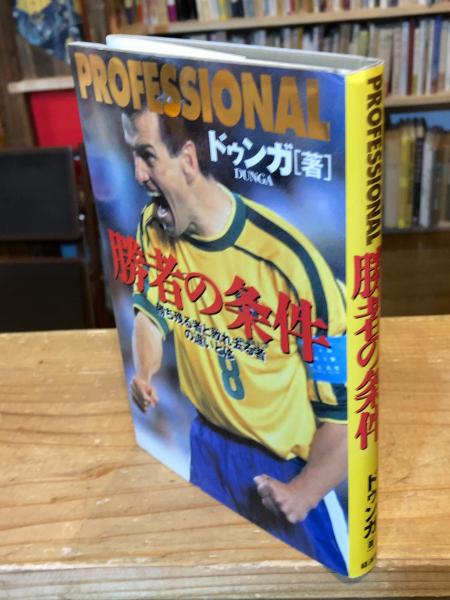 PROFESSIONAL
ドゥンガ[著]
DUNGA
勝者の条件
勝ち残る者と敗れ去る者
の違いとは
8
PROFESSIONAL
勝者の条件
ドゥンガ
著